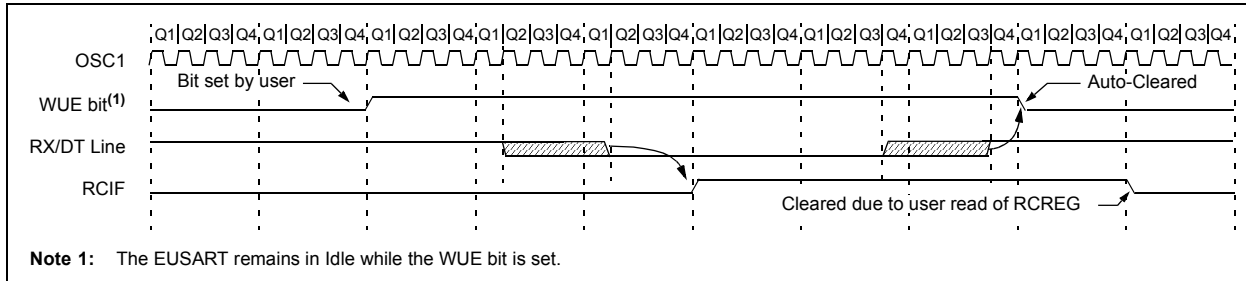 Q1 Q2 Q3 Q4 Q1 Q2 Q3 Q4 Q1 Q2 Q3 Q4 Q1 Q2 Q3 Q4 Q1 Q2 Q3 Q4 Q1 Q2 Q3 Q4 Q1 Q2 Q3 Q4 Q1 Q2 Q3 Q4 Q1 Q2 Q3 Q4 Q1 Q2 Q3 Q4
OSC1
Bit set by user
Auto-Cleared
WUE bit(1)
RX/DT Line
RCIF
Cleared due to user read of RCREG
Note 1: The EUSART remains in Idle while the WUE bit is set.